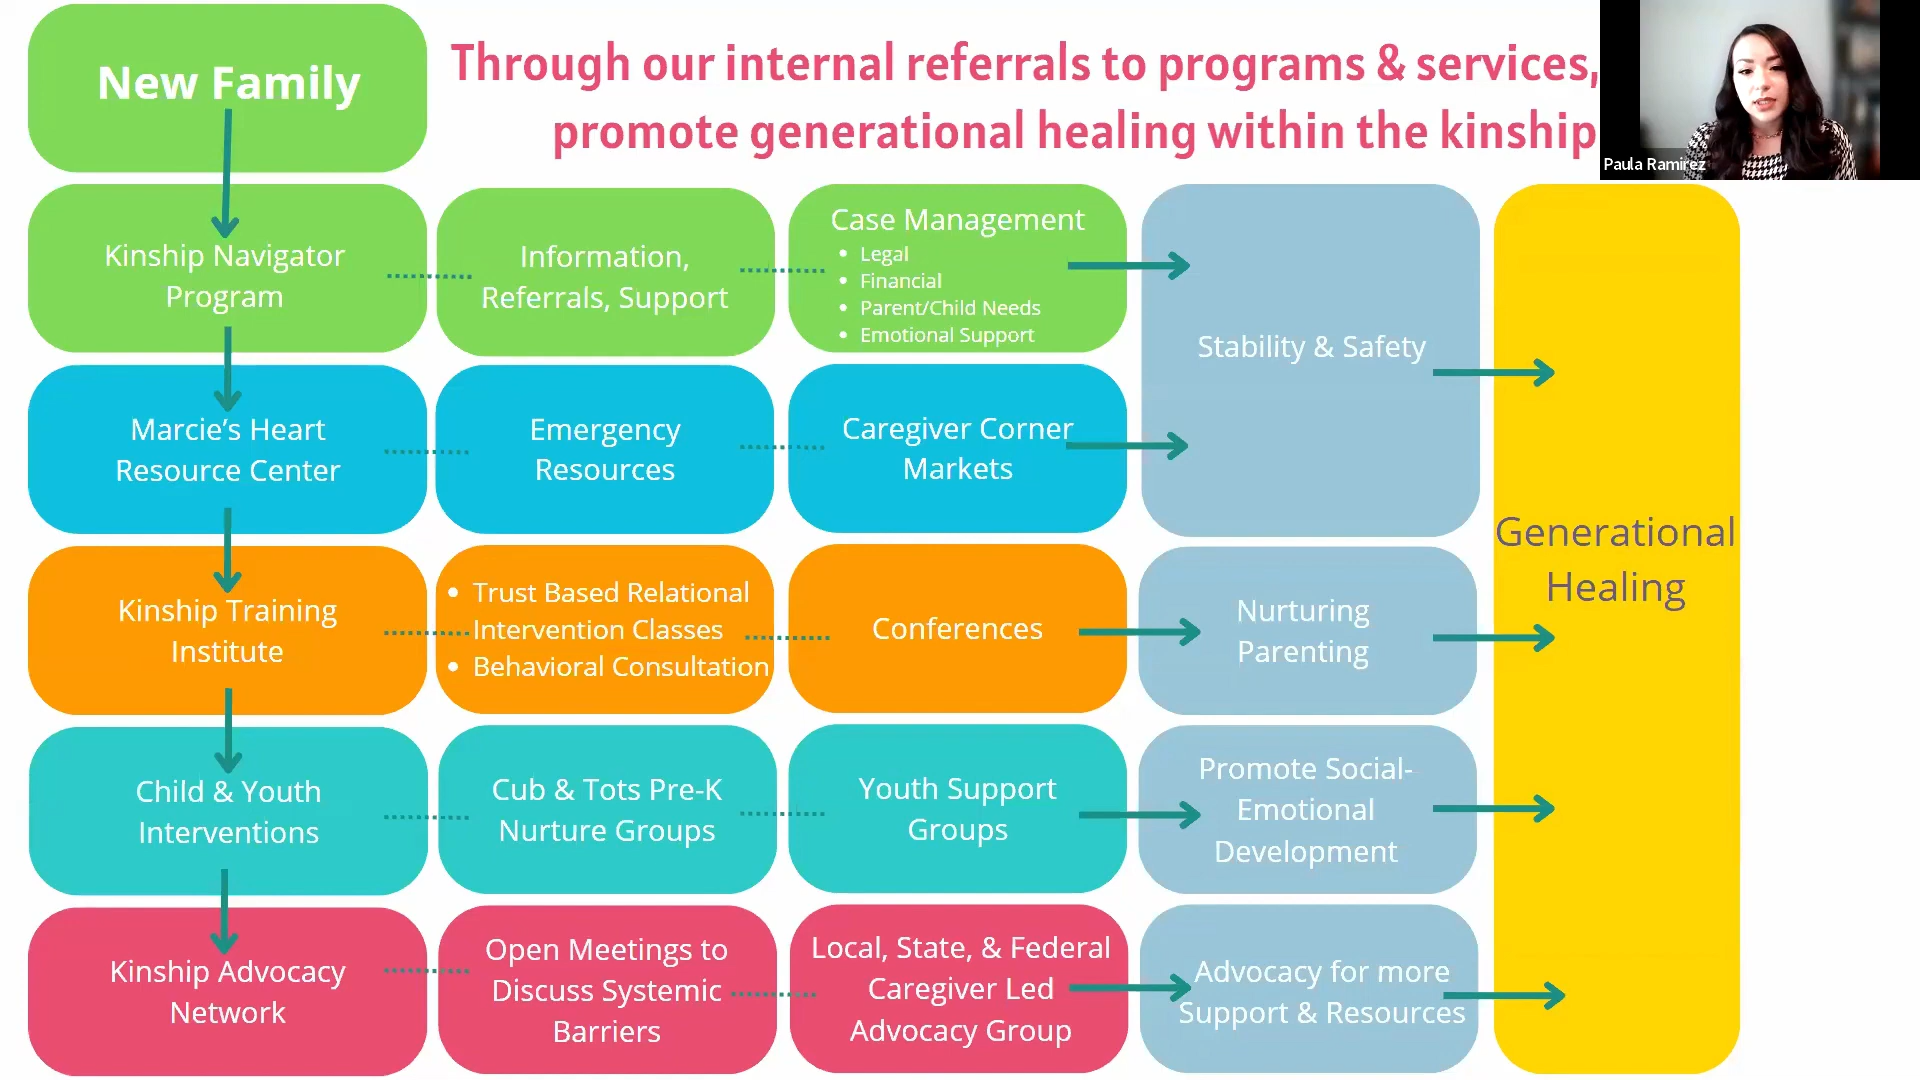 New Family
Through our internal referrals to programs & services,
promote generational healing within the kinship
Paula Ramirez
Kinship Navigator
Program
Information,
Referrals, Support
Case Management
• Legal
• Financial
• Parent/Child Needs
• Emotional Support
Stability & Safety
Marcie's Heart
Resource Center
Emergency
Resources
Caregiver Corner
Markets
Generational
Healing
Kinship Training
Institute
• Trust Based Relational
Intervention Classes
• Behavioral Consultation
Conferences
Nurturing
Parenting
Child & Youth
Interventions
Cub & Tots Pre-K
Nurture Groups
Youth Support
Groups
Promote Social-
Emotional
Development
Kinship Advocacy
Network
Open Meetings to
Discuss Systemic
Barriers
Local, State, & Federal
Caregiver Led
Advocacy Group
Advocacy for more
Support & Resources